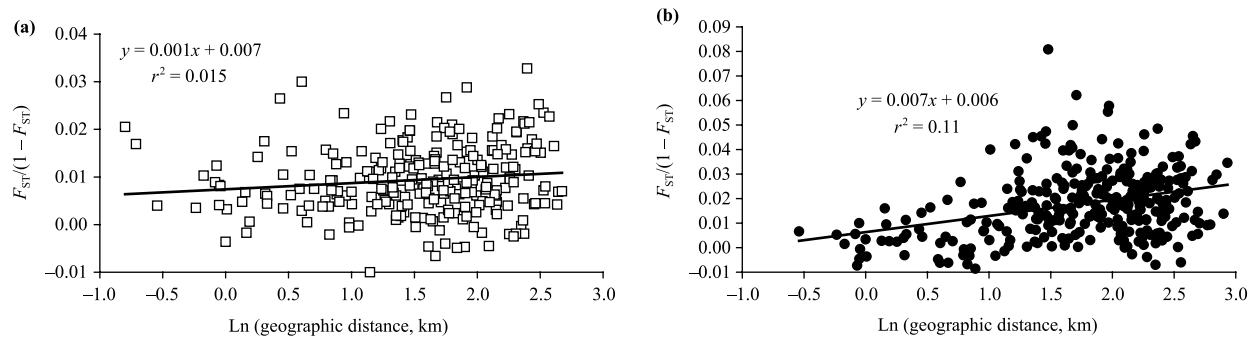 (a)
y = 0.001x + 0.007
r² = 0.015
0.04
0.03
0.02
0.01
0.00
–0.01
F_ST/(1 – F_ST)
–1.0 –0.5 0.0 0.5 1.0 1.5 2.0 2.5 3.0
Ln (geographic distance, km)
(b)
y = 0.007x + 0.006
r² = 0.11
0.09
0.08
0.07
0.06
0.05
0.04
0.03
0.02
0.01
0.00
–0.01
F_ST/(1 – F_ST)
–1.0 –0.5 0.0 0.5 1.0 1.5 2.0 2.5 3.0
Ln (geographic distance, km)